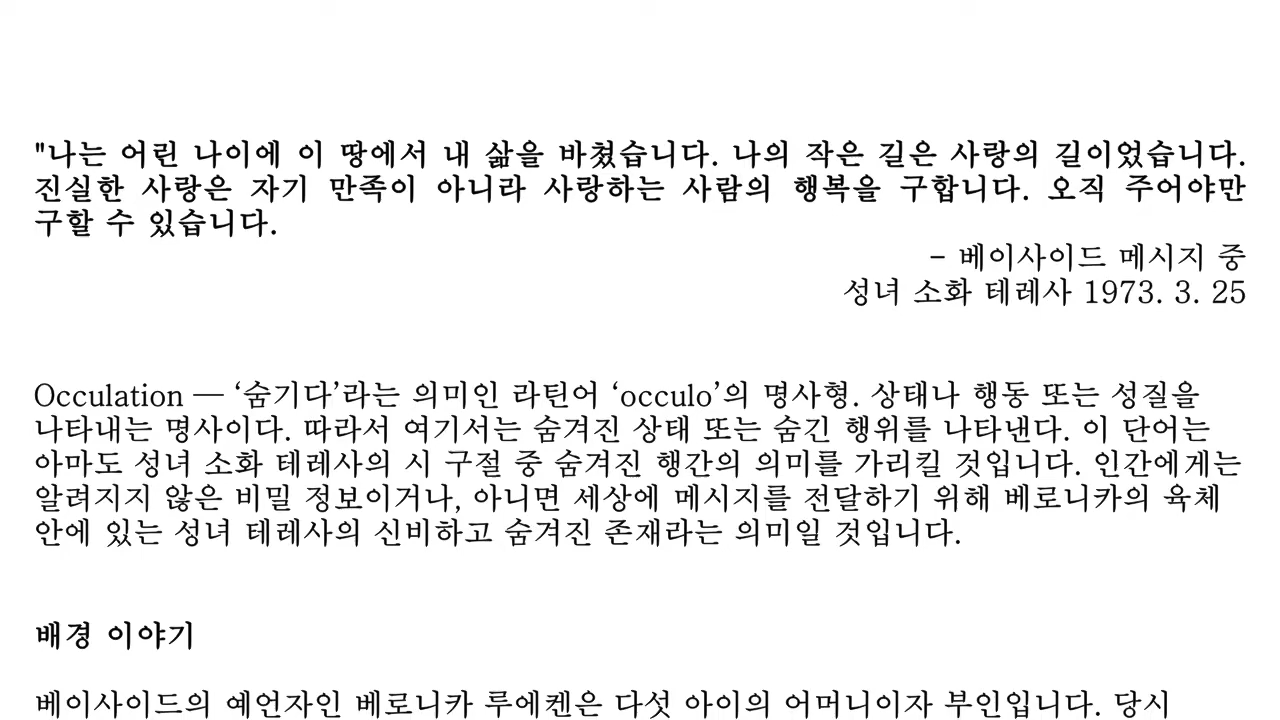 "나는 어린 나이에 이 땅에서 내 삶을 바쳤습니다. 나의 작은 길은 사랑의 길이었습니다.
진실한 사랑은 자기 만족이 아니라 사랑하는 사람의 행복을 구합니다. 오직 주어야만
구할 수 있습니다.
- 베이사이드 메시지 중
성녀 소화 테레사 1973. 3. 25
Occulation — ‘숨기다’라는 의미인 라틴어 ‘occulo’의 명사형. 상태나 행동 또는 성질을
나타내는 명사이다. 따라서 여기서는 숨겨진 상태 또는 숨긴 행위를 나타낸다. 이 단어는
아마도 성녀 소화 테레사의 시 구절 중 숨겨진 행간의 의미를 가리킬 것입니다. 인간에게는
알려지지 않은 비밀 정보이거나, 아니면 세상에 메시지를 전달하기 위해 베로니카의 육체
안에 있는 성녀 테레사의 신비하고 숨겨진 존재라는 의미일 것입니다.
배경 이야기
베이사이드의 예언자인 베로니카 루에켄은 다섯 아이의 어머니이자 부인입니다. 당시